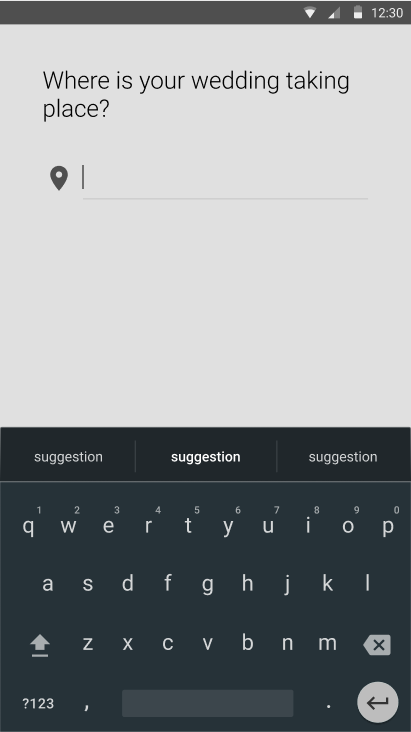 12:30
Where is your wedding taking
place?
suggestion suggestion suggestion
1 2 3 4 5 6 7 8 9 0
q w e r t y u i o p
a s d f g h j k l
z x c v b n m
?123 , .